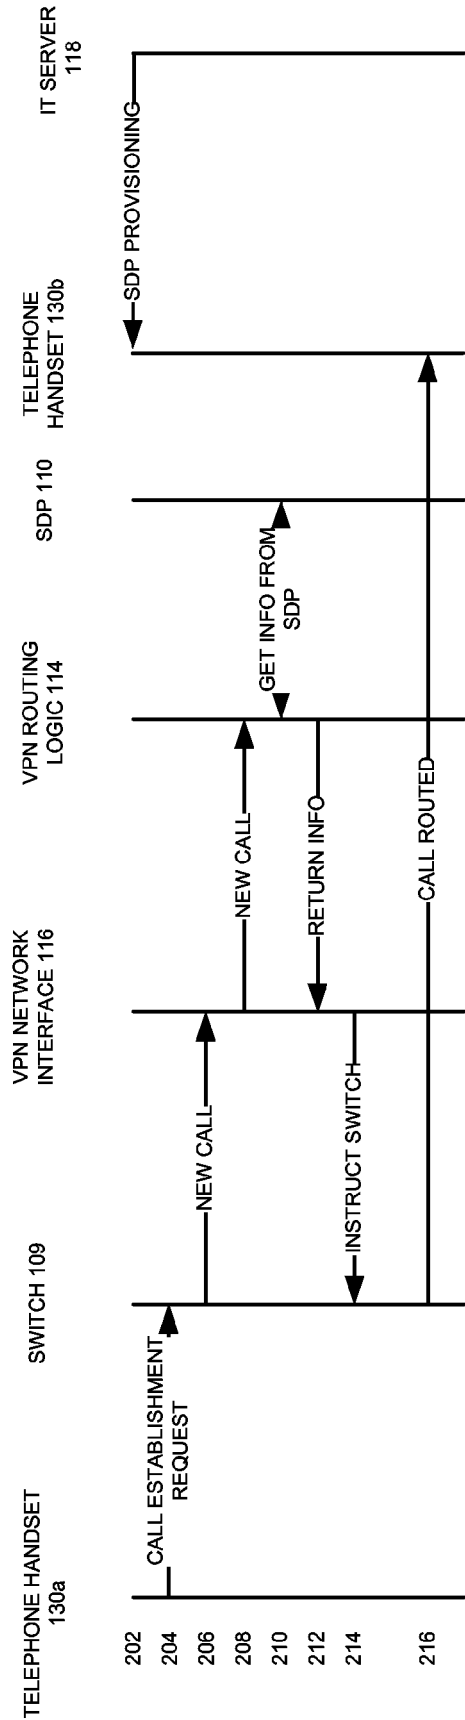 TELEPHONE HANDSET
130a
SWITCH 109
VPN NETWORK
INTERFACE 116
VPN ROUTING
LOGIC 114
SDP 110
TELEPHONE
HANDSET 130b
IT SERVER
118
202
SDP PROVISIONING
204
CALL ESTABLISHMENT
REQUEST
206
NEW CALL
208
NEW CALL
210
GET INFO FROM
SDP
212
RETURN INFO
214
INSTRUCT SWITCH
216
CALL ROUTED